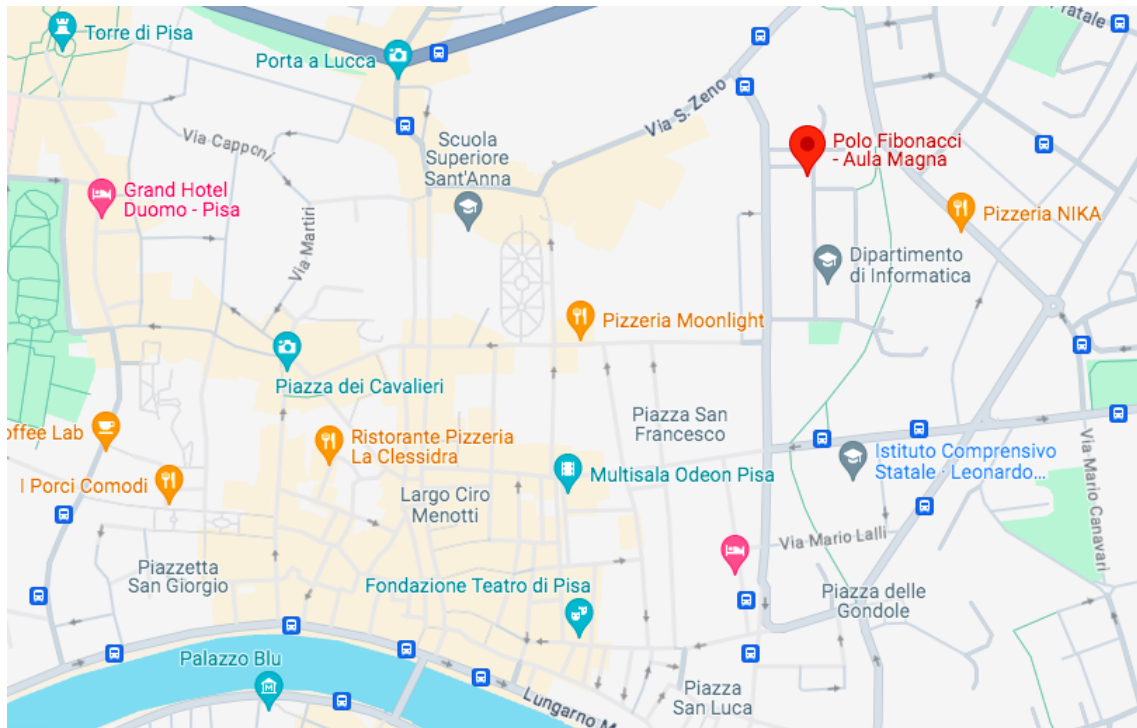 Torre di Pisa
Porta a Lucca
Via S. Zeno
Pratale
Via Capponi
Scuola
Superiore
Sant'Anna
Polo Fibonacci
- Aula Magna
Grand Hotel
Duomo - Pisa
Via Martiri
Pizzeria NIKA
Dipartimento
di Informatica
Pizzeria Moonlight
Piazza dei Cavalieri
Piazza San
Francesco
offee Lab
Ristorante Pizzeria
La Clessidra
Istituto Comprensivo
Statale - Leonardo...
I Porci Comodi
Multisala Odeon Pisa
Largo Ciro
Menotti
Via Mario Canavari
Via Mario Lalli
Piazzetta
San Giorgio
Fondazione Teatro di Pisa
Piazza delle
Gondole
Palazzo Blu
M
Lungarno M
Piazza
San Luca